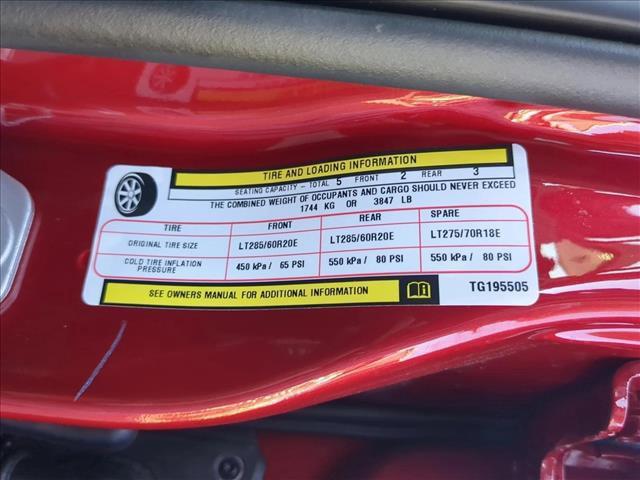 TIRE AND LOADING INFORMATION
SEATING CAPACITY - TOTAL 5 FRONT 2 REAR 3
THE COMBINED WEIGHT OF OCCUPANTS AND CARGO SHOULD NEVER EXCEED
1744 KG OR 3847 LB
TIRE FRONT REAR SPARE
ORIGINAL TIRE SIZE LT285/60R20E LT285/60R20E LT275/70R18E
COLD TIRE INFLATION PRESSURE 450 kPa / 65 PSI 550 kPa / 80 PSI 550 kPa / 80 PSI
SEE OWNERS MANUAL FOR ADDITIONAL INFORMATION TG195505